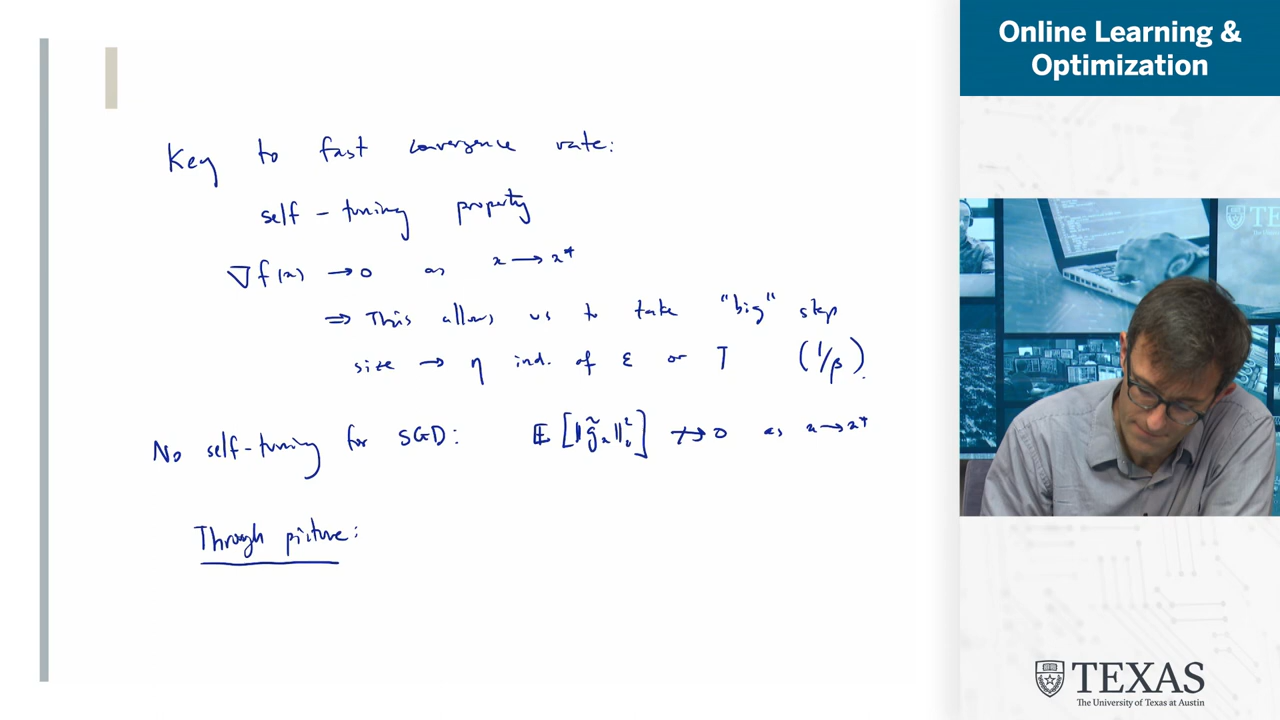 Key to fast convergence rate:
self-tuning property
∇f(x) → 0 as x → x*
⇒ This allows us to take "big" step
size → η ind. of ε or T (1/β).
No self-tuning for SGD: 𝔼[‖g̃ₓ‖₂²] ↛ 0 as x→x*
Through picture:
Online Learning &
Optimization
TEXAS
The University of Texas at Austin